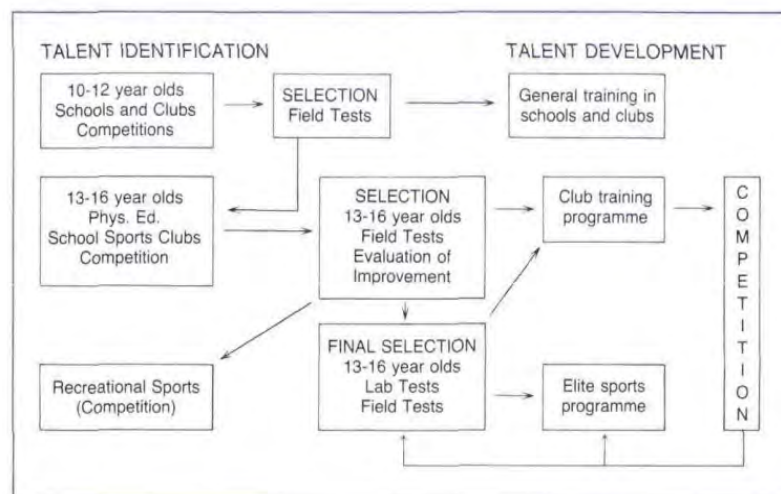 TALENT IDENTIFICATION
TALENT DEVELOPMENT
10-12 year olds
Schools and Clubs
Competitions
SELECTION
Field Tests
General training in
schools and clubs
13-16 year olds
Phys. Ed.
School Sports Clubs
Competition
SELECTION
13-16 year olds
Field Tests
Evaluation of
Improvement
Club training
programme
COMPETITION
Recreational Sports
(Competition)
FINAL SELECTION
13-16 year olds
Lab Tests
Field Tests
Elite sports
programme